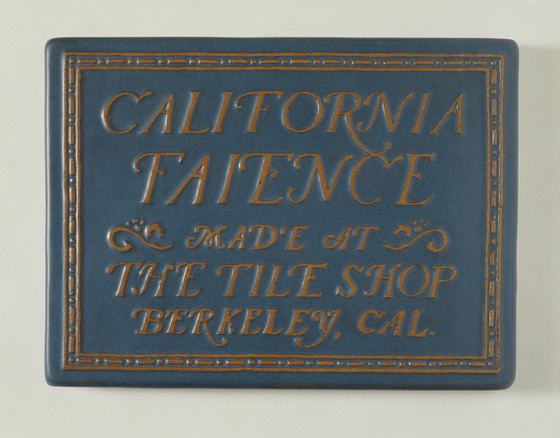 CALIFORNIA
FAIENCE
MADE AT
THE TILE SHOP
BERKELEY, CAL.